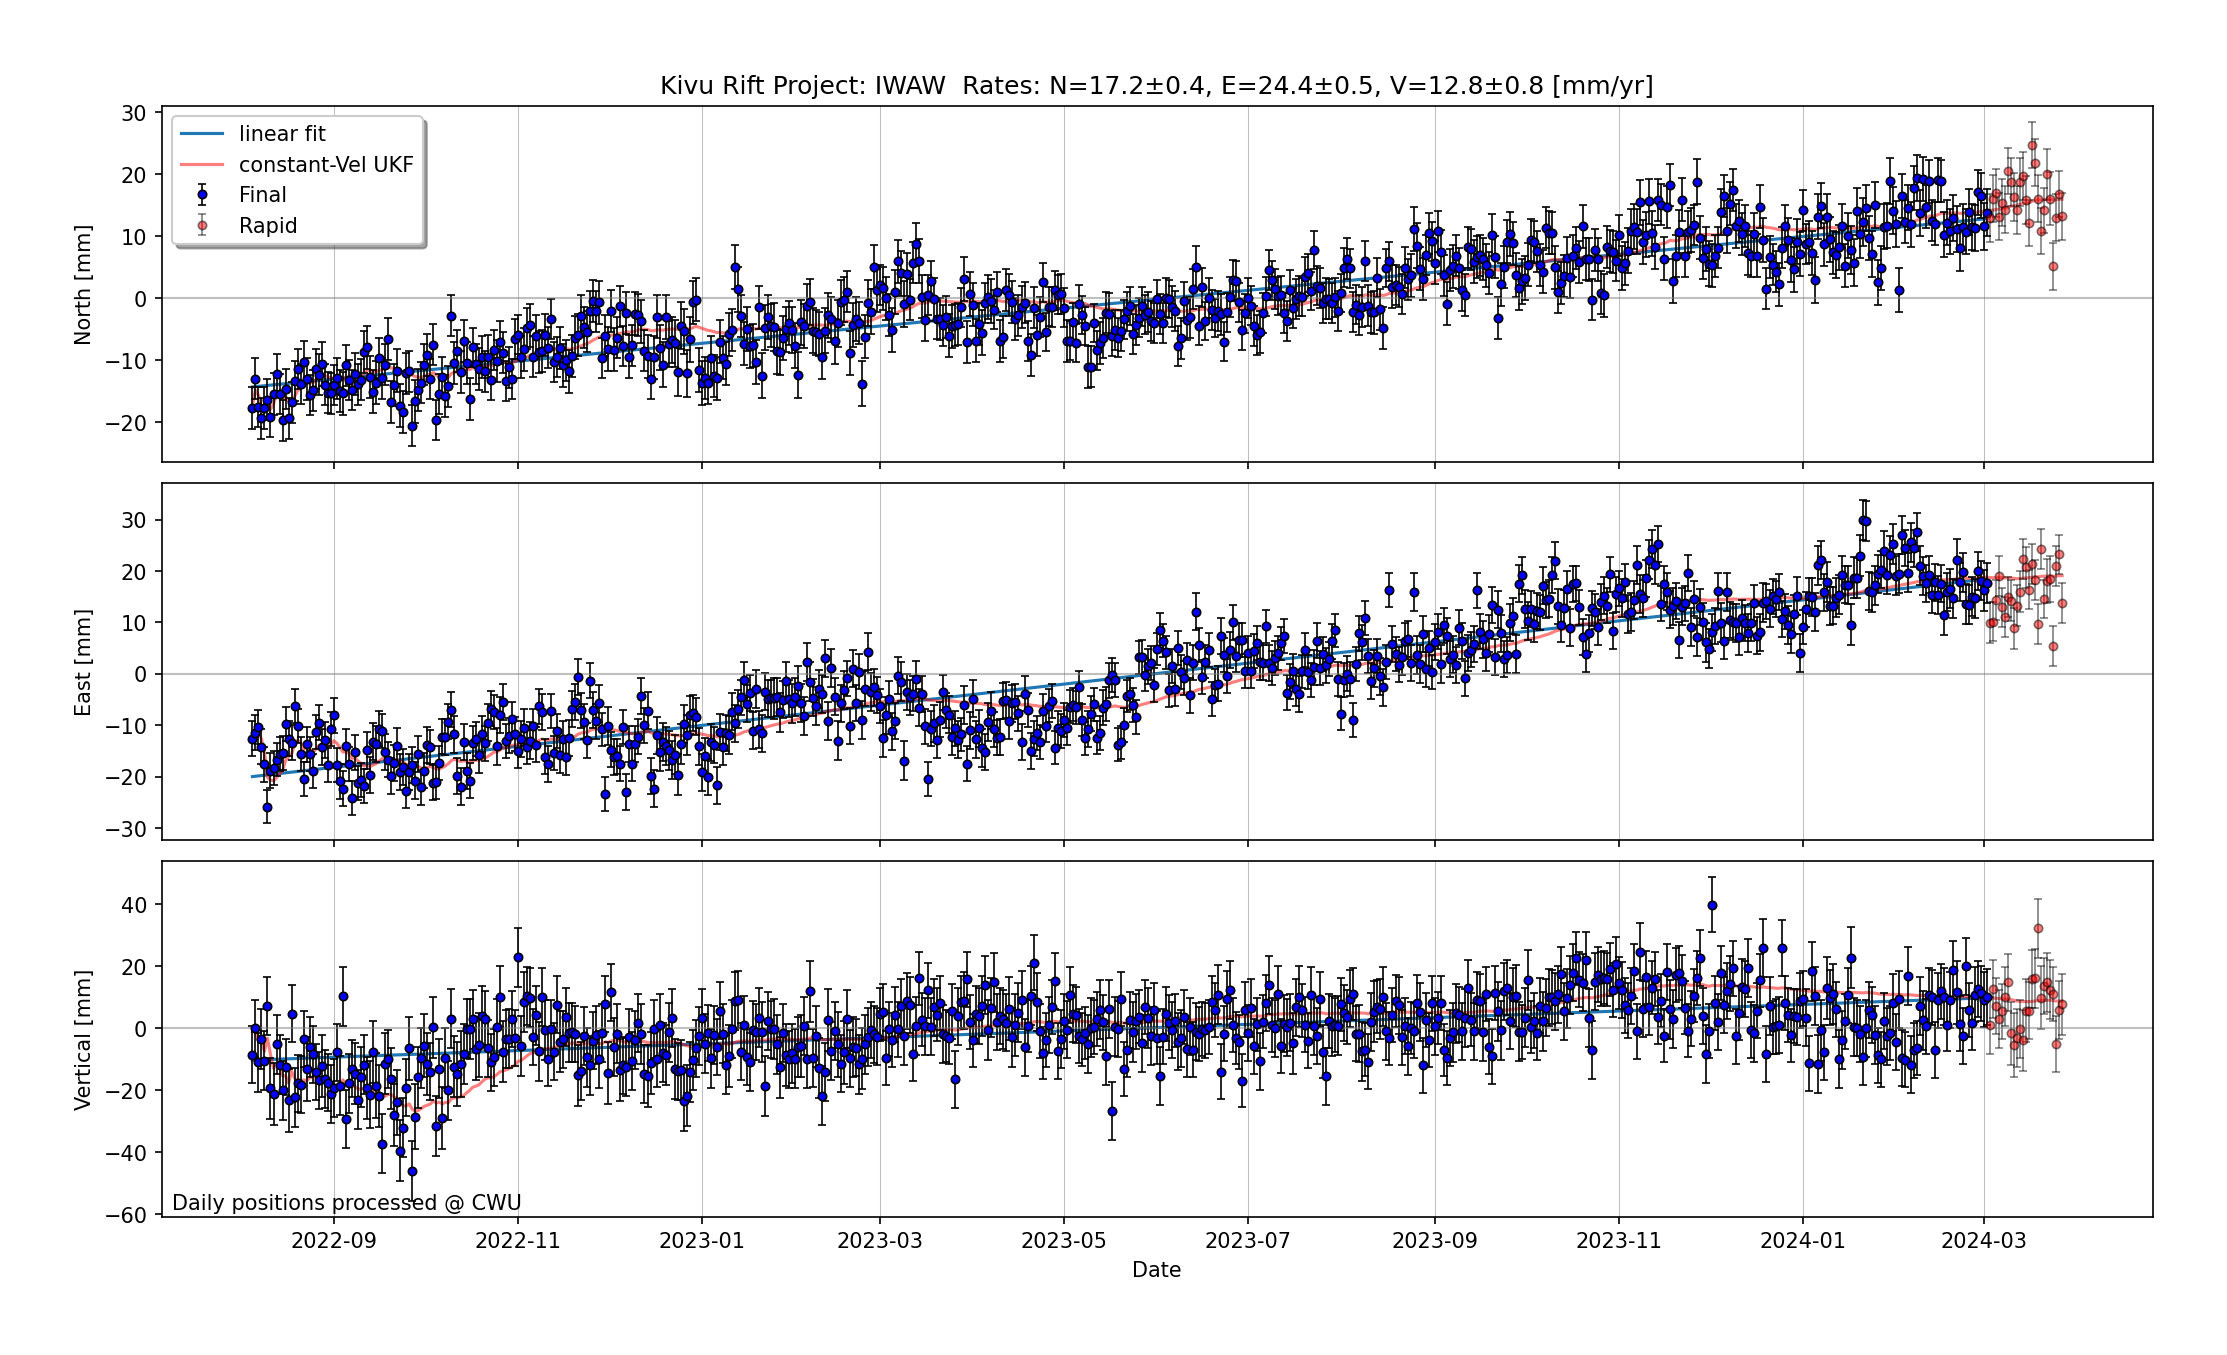 Kivu Rift Project: IWAW  Rates: N=17.2±0.4, E=24.4±0.5, V=12.8±0.8 [mm/yr]
30
20
10
0
−10
−20
North [mm]
linear fit
constant-Vel UKF
Final
Rapid
30
20
10
0
−10
−20
−30
East [mm]
40
20
0
−20
−40
−60
Vertical [mm]
Daily positions processed @ CWU
2022-09
2022-11
2023-01
2023-03
2023-05
2023-07
2023-09
2023-11
2024-01
2024-03
Date